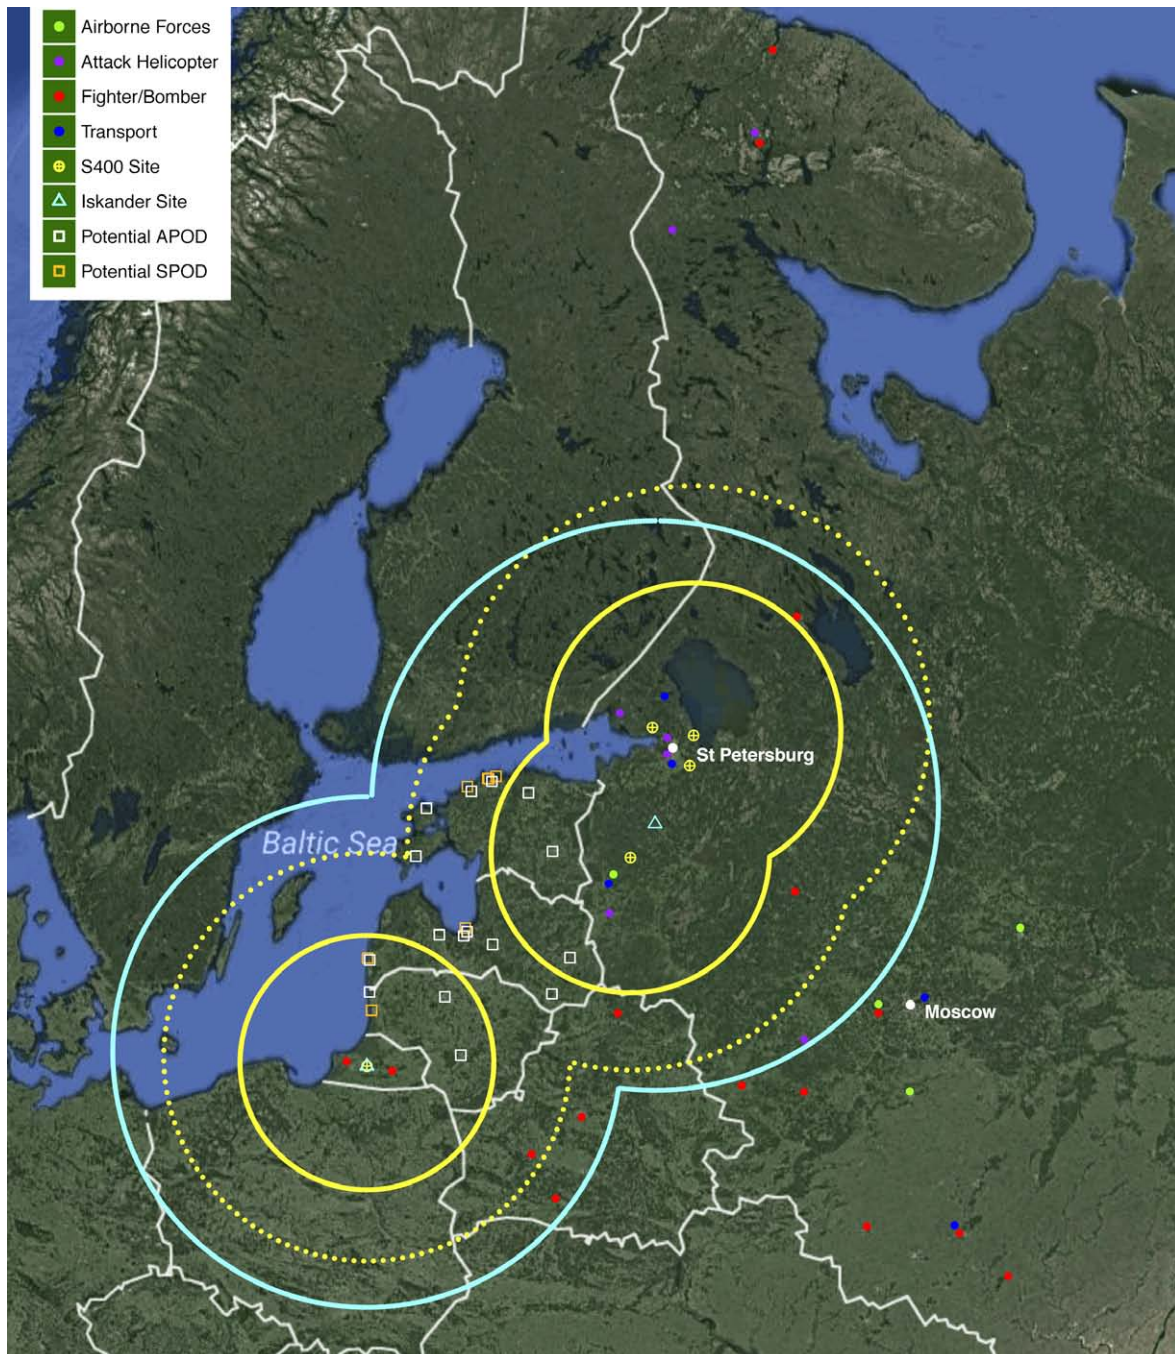 Airborne Forces
Attack Helicopter
Fighter/Bomber
Transport
S400 Site
Iskander Site
Potential APOD
Potential SPOD
St Petersburg
Baltic Sea
Moscow